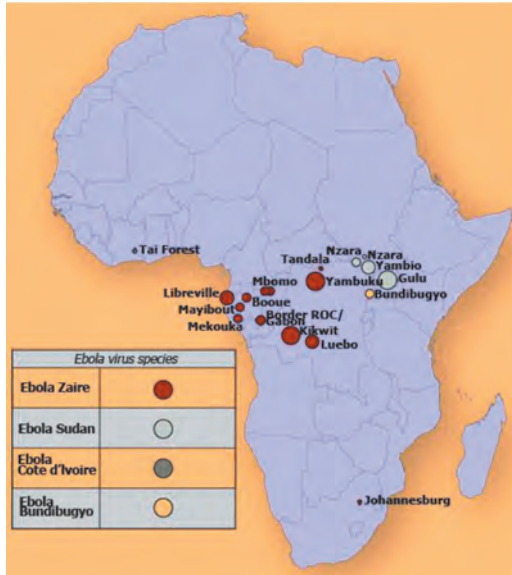 Nzara
Nzara
Tai Forest
Tandala
Yambio
Mbomo
Yambuku
Gulu
Libreville
Booue
Bundibugyo
Mayibout
Border ROC/
Gabon
Mekouka
Kikwit
Luebo
Ebola virus species
Ebola Zaire
Ebola Sudan
Ebola
Cote d'Ivoire
Ebola
Bundibugyo
Johannesburg